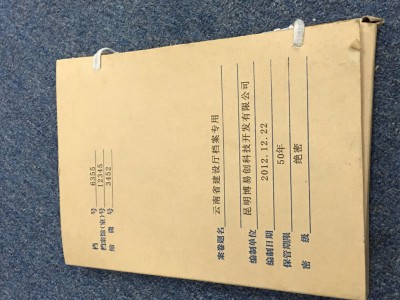 档 号 6355
档案馆(室)号 12345
缩 微 号 3452
云南省建设厅档案专用
案卷题名
编制单位 昆明博易创科技开发有限公司
编制日期 2012.12.22
保管期限 50年
密 级 绝密